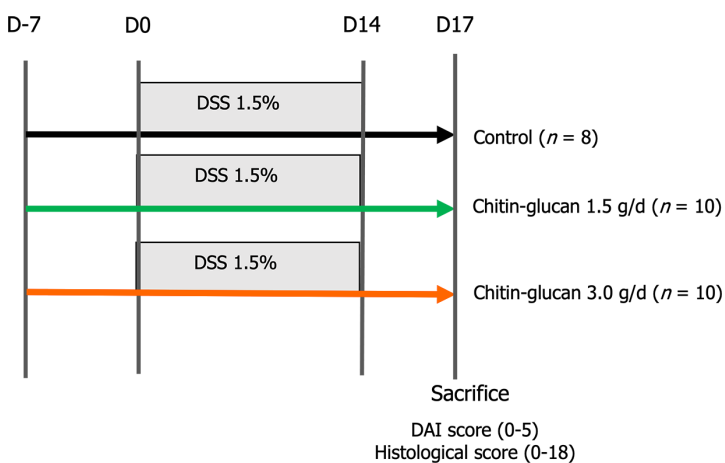 D-7 D0 D14 D17
DSS 1.5%
Control (n = 8)
DSS 1.5%
Chitin-glucan 1.5 g/d (n = 10)
DSS 1.5%
Chitin-glucan 3.0 g/d (n = 10)
Sacrifice
DAI score (0-5)
Histological score (0-18)